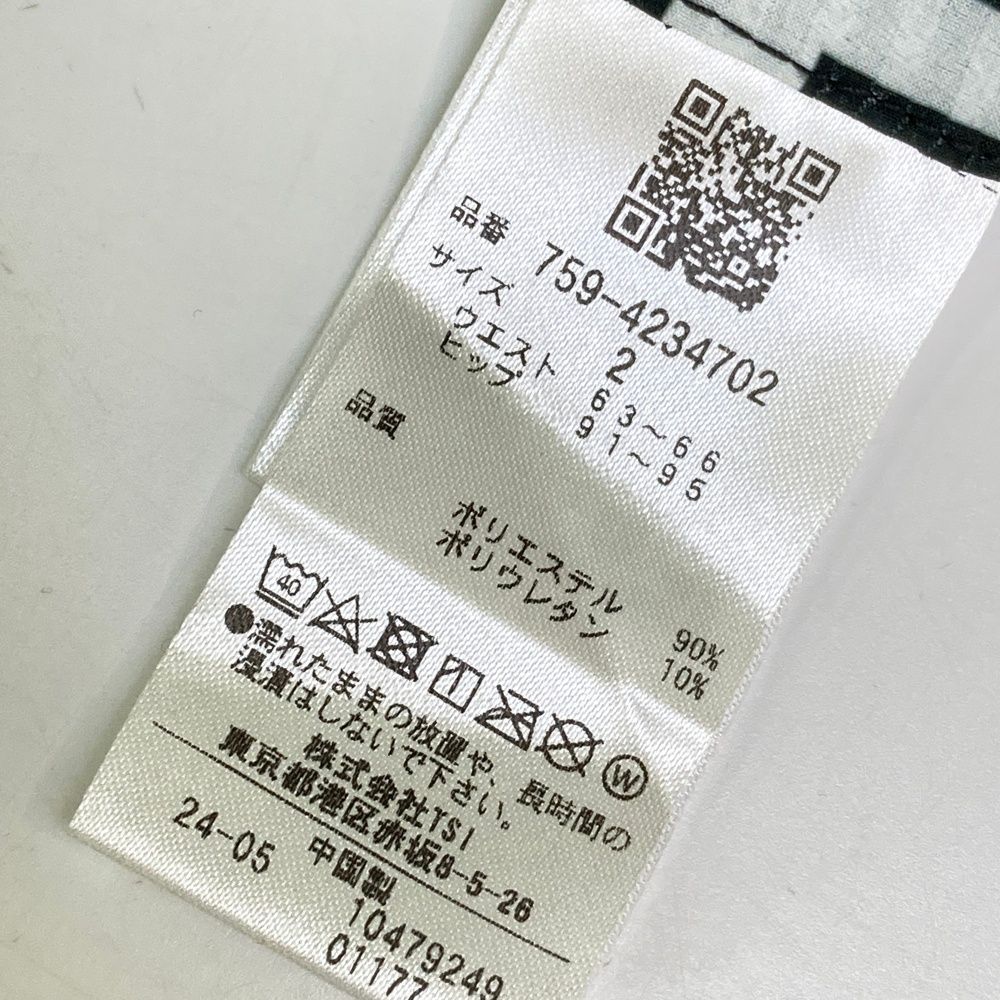 品番 759-4234702
サイズ 2
ウエスト 63～66
ヒップ 91～95
品質
ポリエステル 90%
ポリウレタン 10%
40
W
●濡れたままの放置や、長時間の
浸漬はしないで下さい。
株式会社TSI
東京都港区赤坂8-5-26
24-05 中国製
10479249
01177